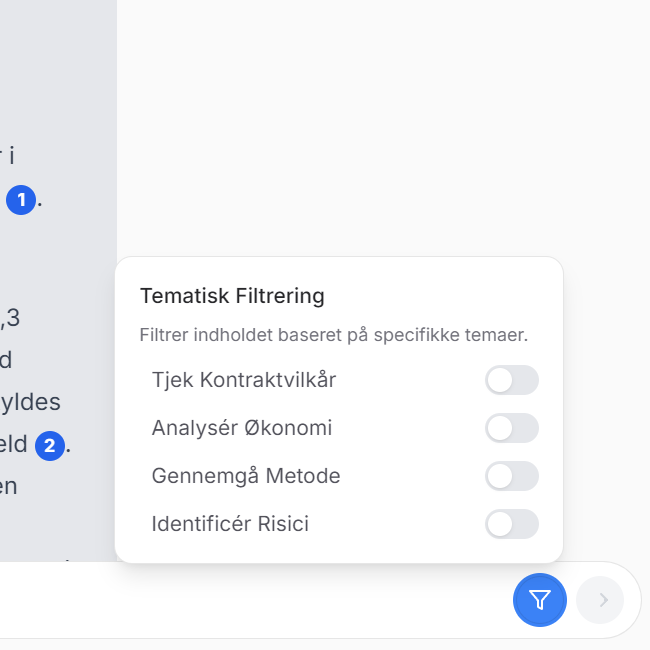 i
1.
,3
d
yldes
eld 2.
en
Tematisk Filtrering
Filtrer indholdet baseret på specifikke temaer.
Tjek Kontraktvilkår
Analysér Økonomi
Gennemgå Metode
Identificér Risici